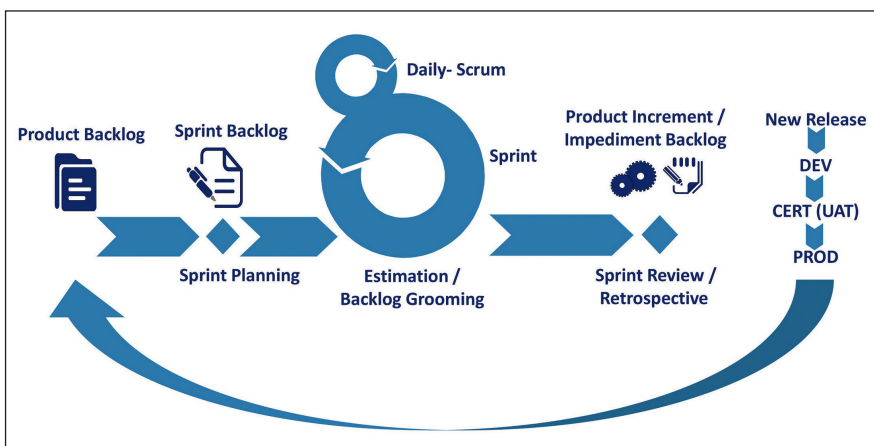 Product Backlog
Sprint Backlog
Sprint Planning
Daily- Scrum
Sprint
Estimation /
Backlog Grooming
Product Increment /
Impediment Backlog
Sprint Review /
Retrospective
New Release
DEV
CERT (UAT)
PROD